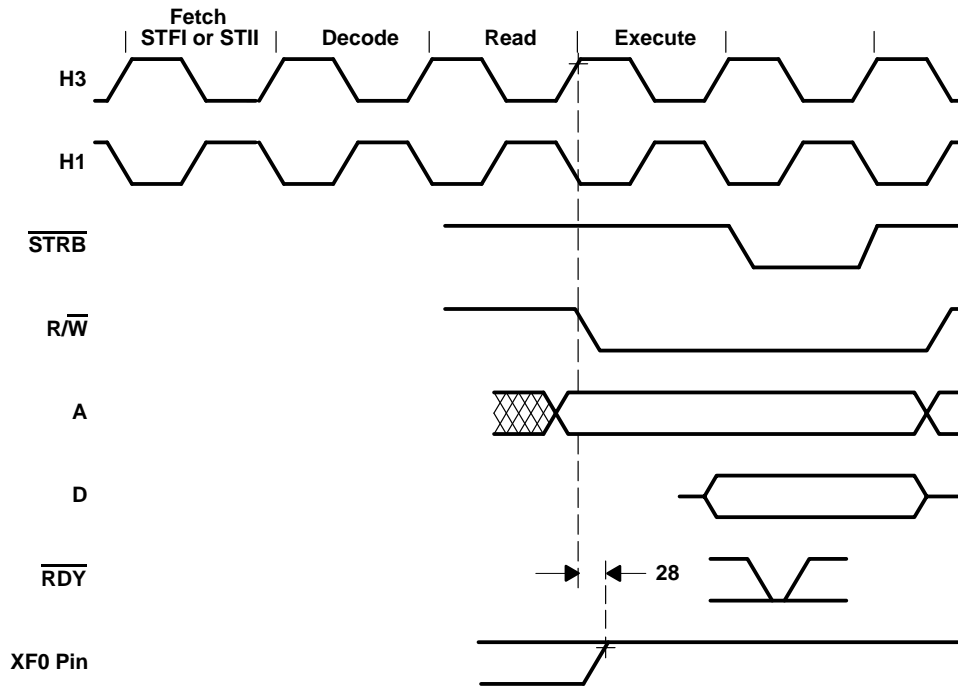 Fetch
STFI or STII
Decode
Read
Execute
H3
H1
STRB
R/W
A
D
RDY
28
XF0 Pin